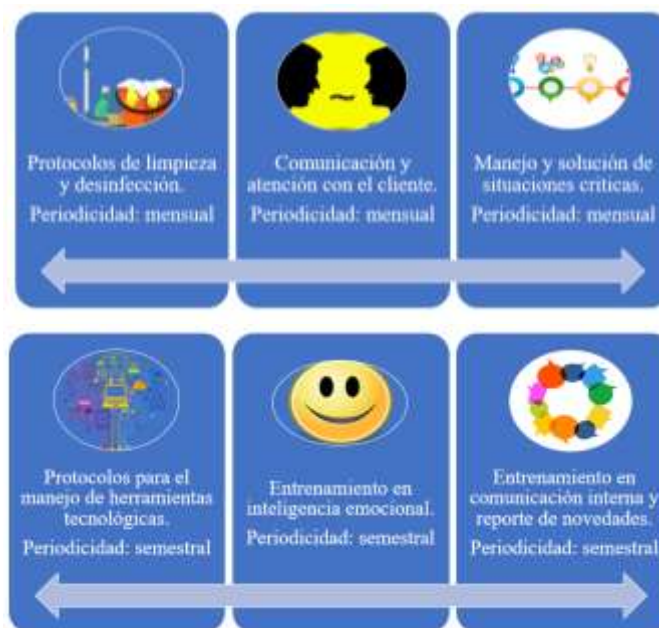 Protocolos de limpieza
y desinfección.
Periodicidad: mensual
Comunicación y
atención con el cliente.
Periodicidad: mensual
Manejo y solución de
situaciones criticas.
Periodicidad: mensual
Protocolos para el
manejo de herramientas
tecnológicas.
Periodicidad: semestral
Entrenamiento en
inteligencia emocional.
Periodicidad: semestral
Entrenamiento en
comunicación interna y
reporte de novedades.
Periodicidad: semestral